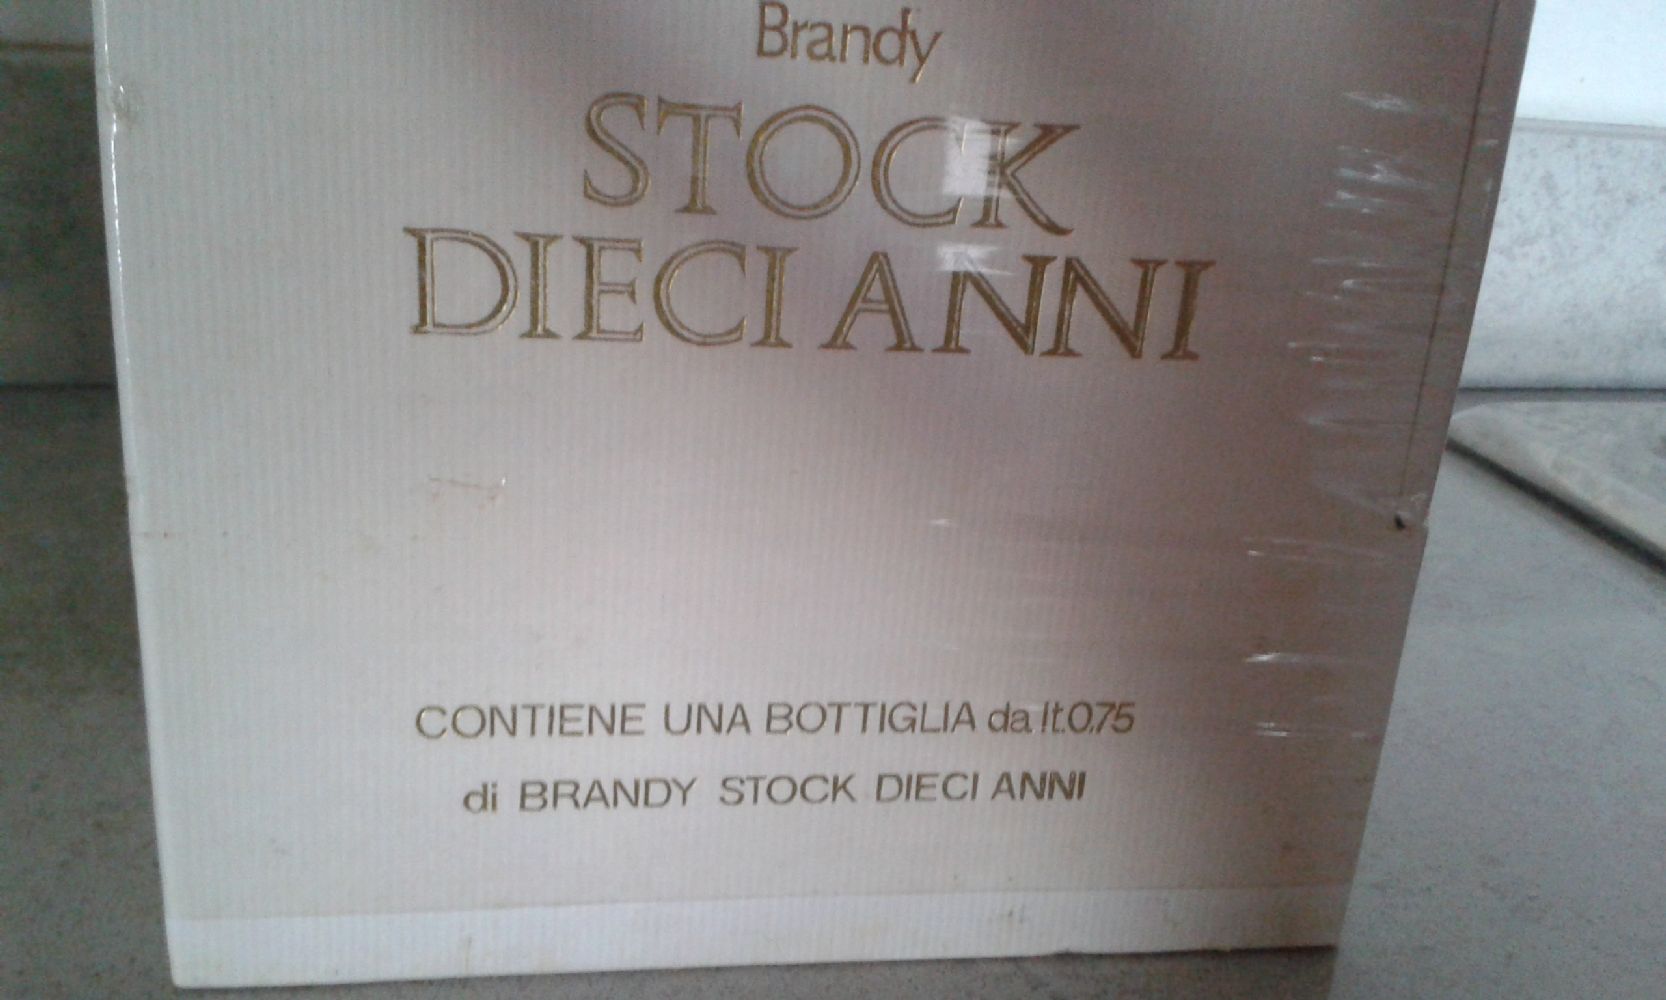 Brandy
STOCK
DIECI ANNI
CONTIENE UNA BOTTIGLIA da lt.0.75
di BRANDY STOCK DIECI ANNI